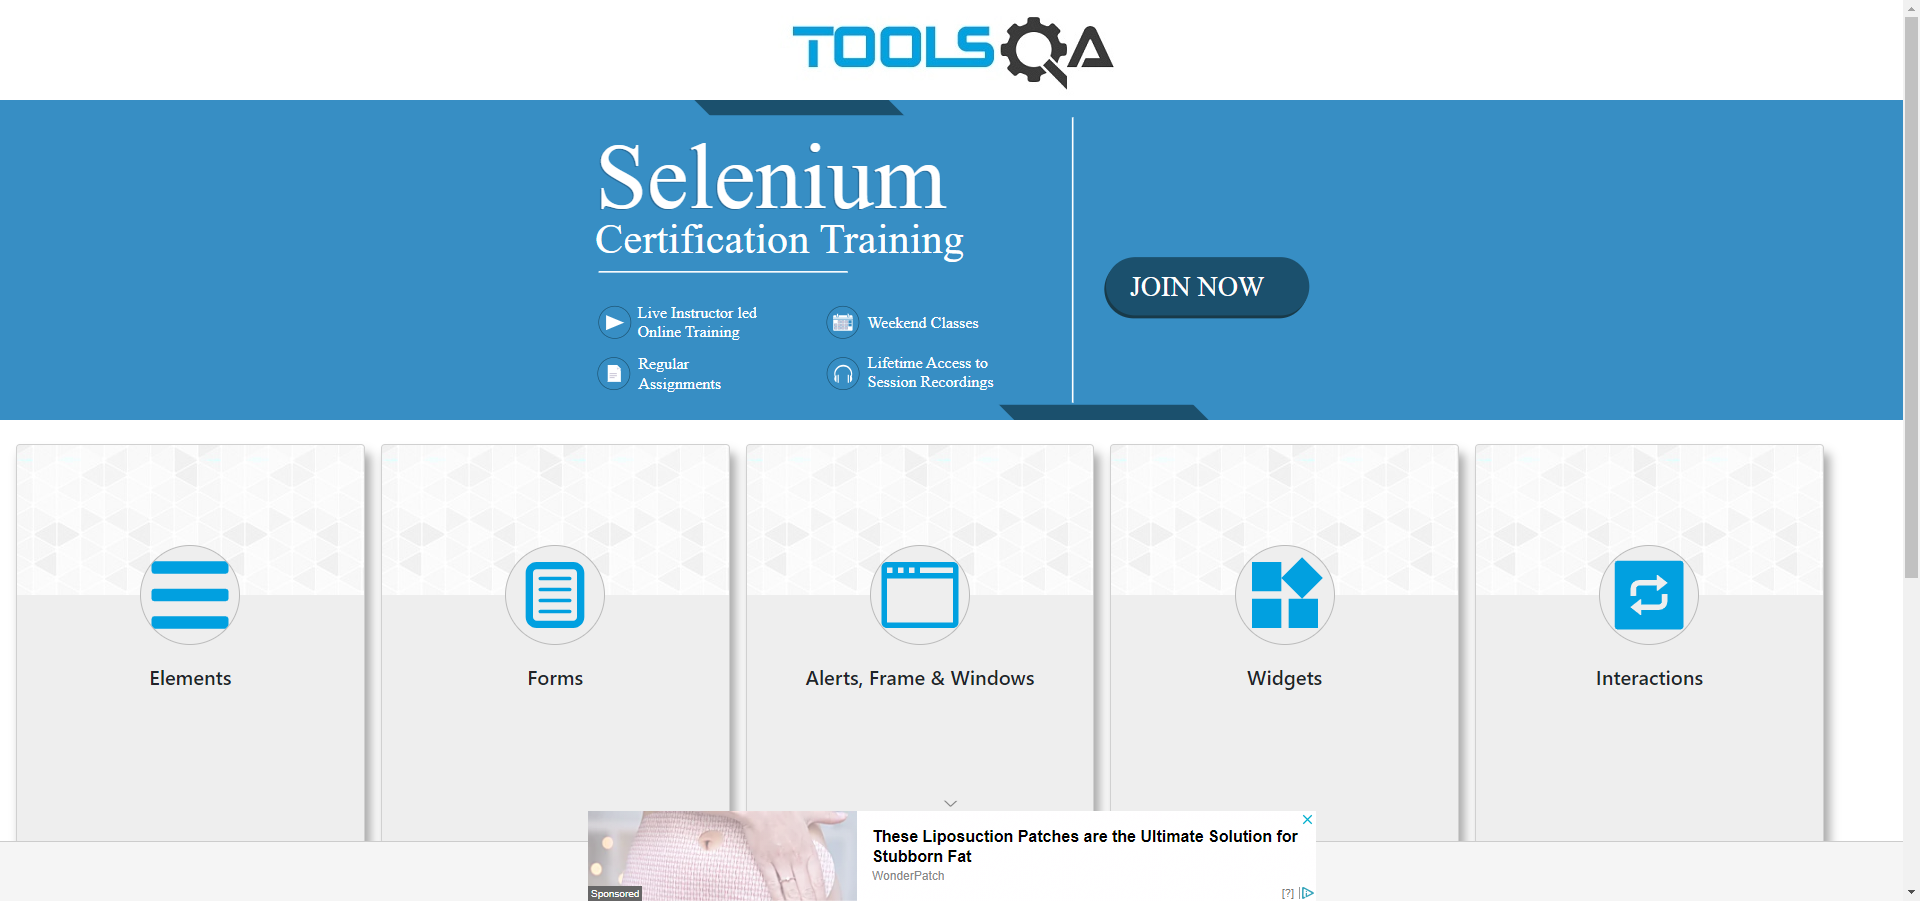 TOOLSQA
Selenium
Certification Training
Live Instructor led
Online Training
Weekend Classes
Regular
Assignments
Lifetime Access to
Session Recordings
JOIN NOW
Elements
Forms
Alerts, Frame & Windows
Widgets
Interactions
These Liposuction Patches are the Ultimate Solution for
Stubborn Fat
WonderPatch
Sponsored
[?]